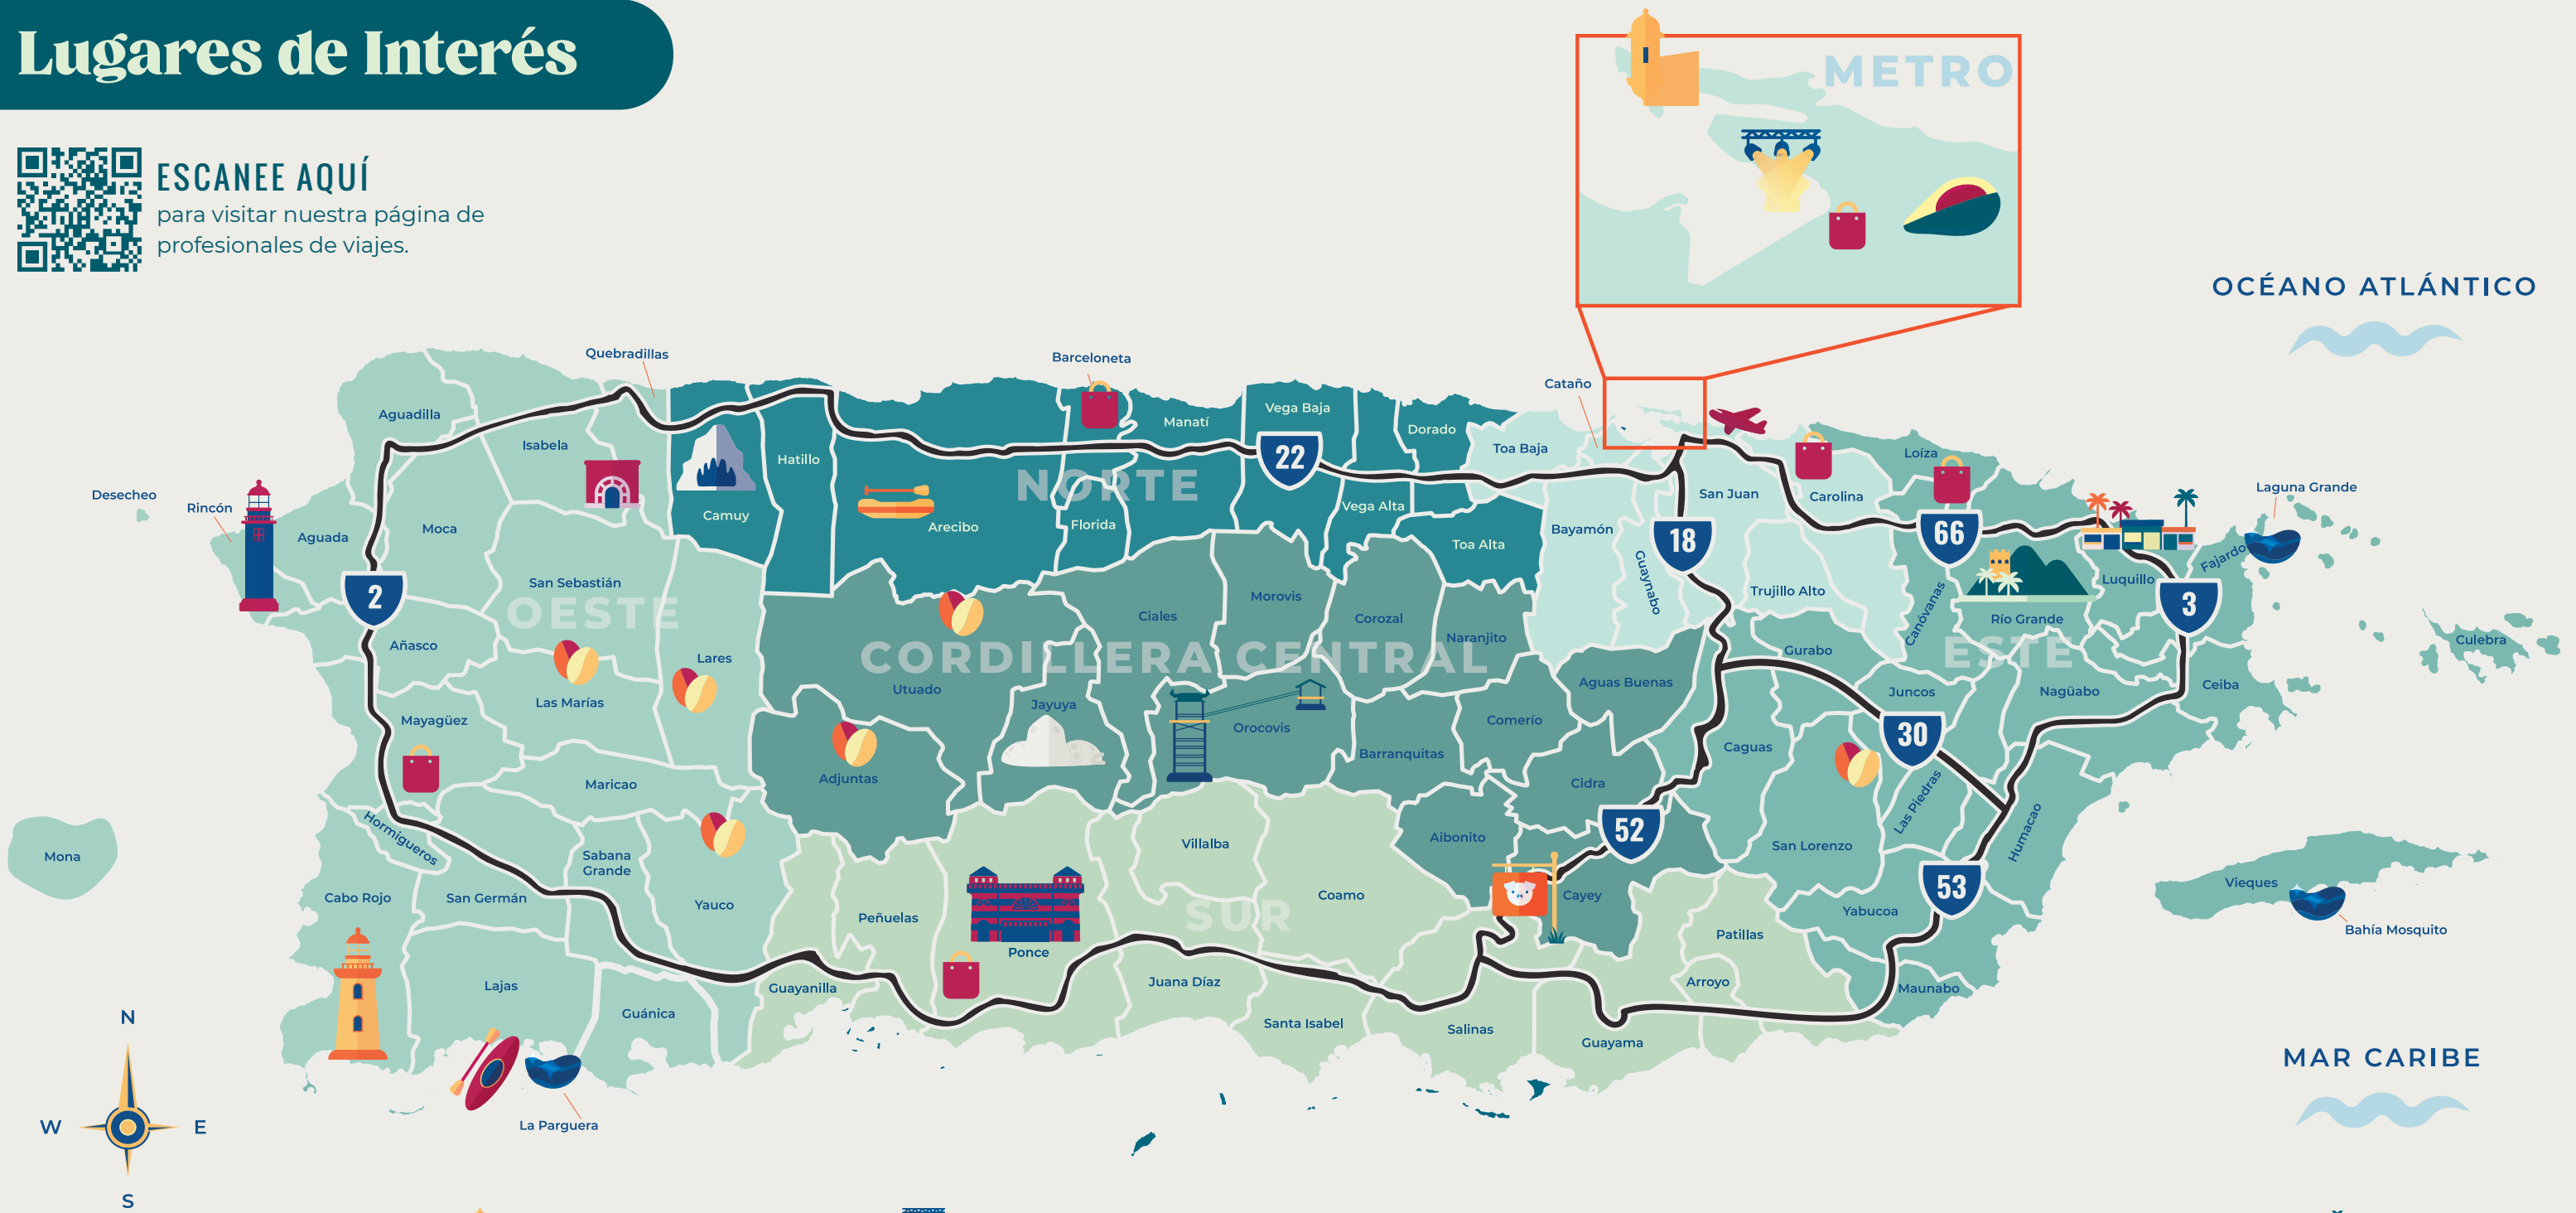 Lugares de Interés
ESCANEE AQUÍ
para visitar nuestra página de
profesionales de viajes.
METRO
OCÉANO ATLÁNTICO
Quebradillas
Barceloneta
Cataño
Aguadilla
Isabela
Manatí
Vega Baja
Dorado
Toa Baja
Loíza
Hatillo
22
NORTE
San Juan
Carolina
Laguna Grande
Desecheo
Rincón
Aguada
Moca
Camuy
Arecibo
Florida
Vega Alta
Toa Alta
Bayamón
18
66
Fajardo
2
San Sebastián
OESTE
Guaynabo
Trujillo Alto
Canóvanas
Río Grande
Luquillo
3
Ciales
Morovis
Corozal
Naranjito
Añasco
Lares
CORDILLERA CENTRAL
Gurabo
ESTE
Culebra
Utuado
Aguas Buenas
Juncos
Nagüabo
Ceiba
Las Marías
Jayuya
Mayagüez
Orocovis
Comerío
30
Barranquitas
Caguas
Adjuntas
Maricao
Cidra
Las Piedras
Humacao
Hormigueros
Villalba
Aibonito
52
San Lorenzo
Mona
Sabana
Grande
Cabo Rojo
San Germán
Yauco
Peñuelas
SUR
Coamo
Cayey
53
Yabucoa
Vieques
Bahía Mosquito
Ponce
Patillas
Lajas
Guayanilla
Juana Díaz
Arroyo
Maunabo
Guánica
Santa Isabel
Salinas
Guayama
MAR CARIBE
La Parguera
N
W
E
S